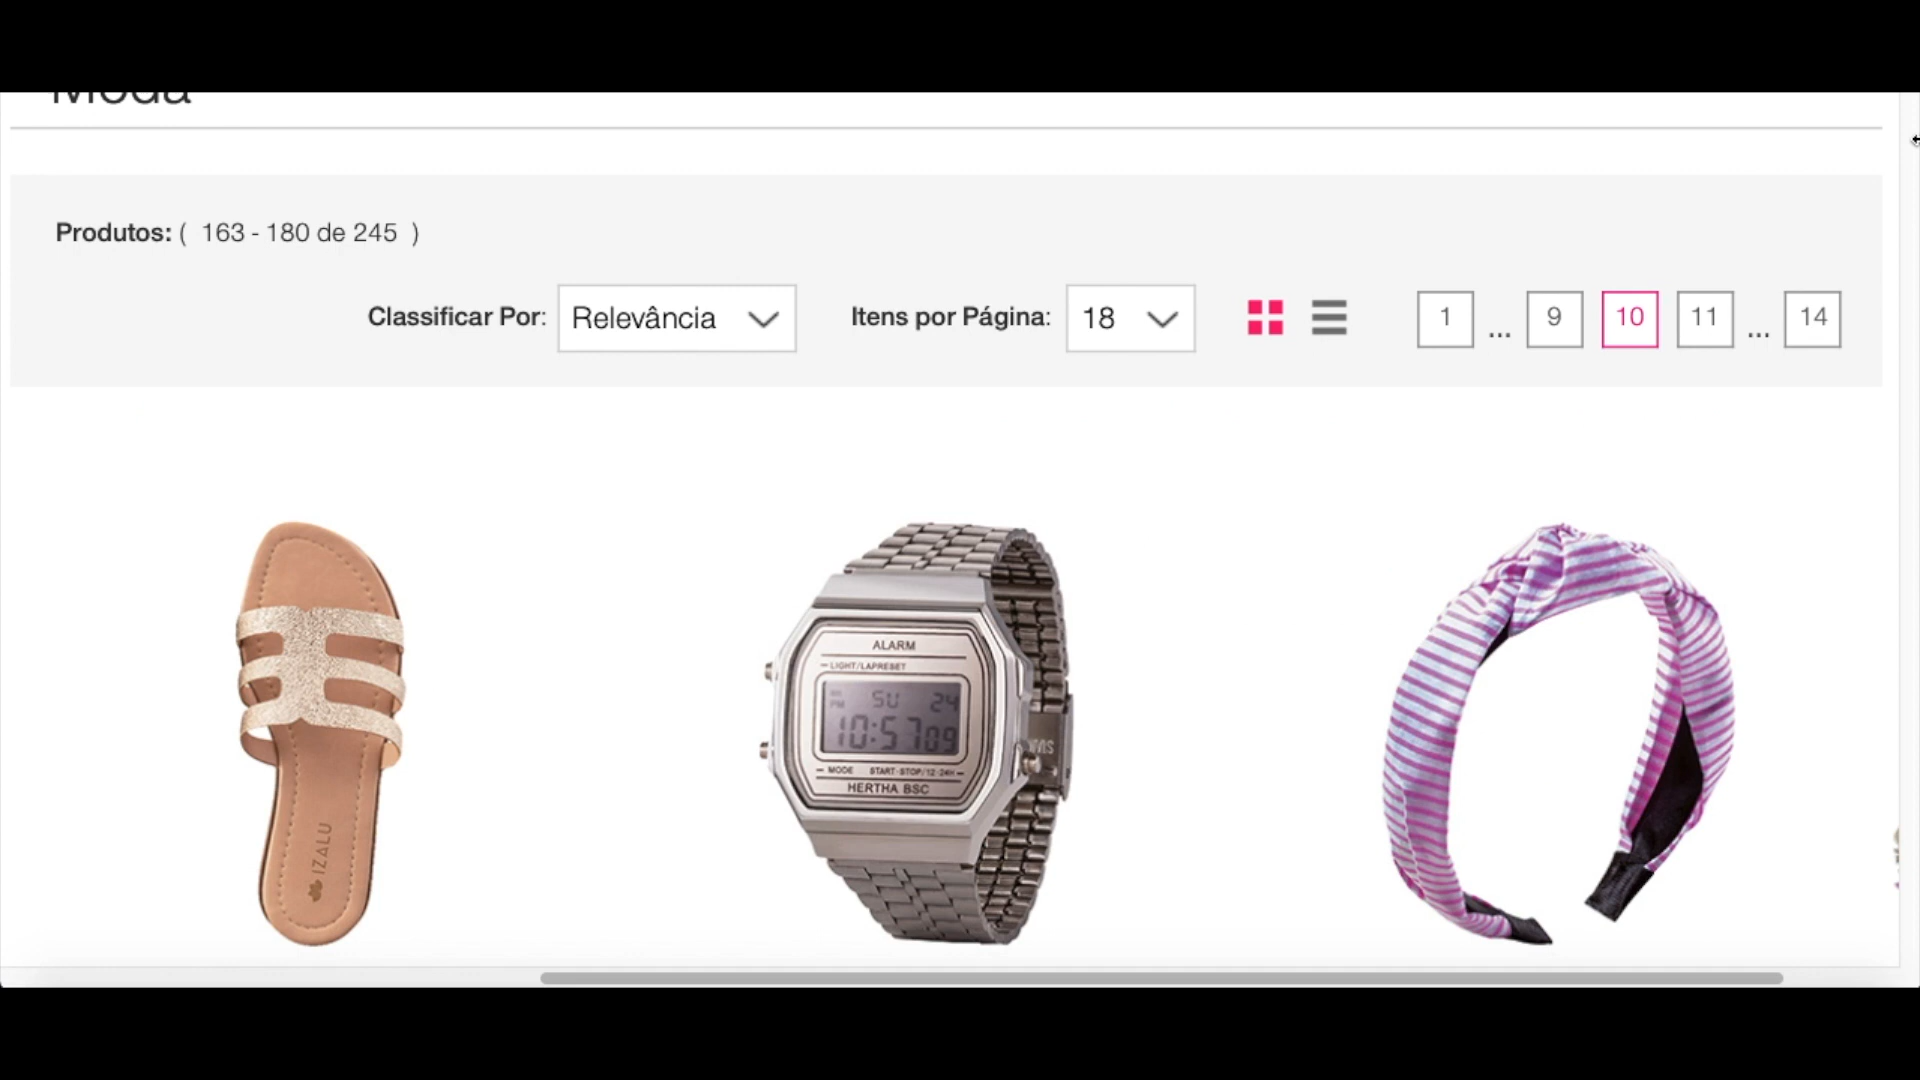 Moda
Produtos: ( 163 - 180 de 245 )
Classificar Por: Relevância Itens por Página: 18 1 ... 9 10 11 ... 14
ALARM
LIGHT/LAPRESET
SU 24
10:57 09
MODE START-STOP/12-24H
HERTHA BSC
IZALU